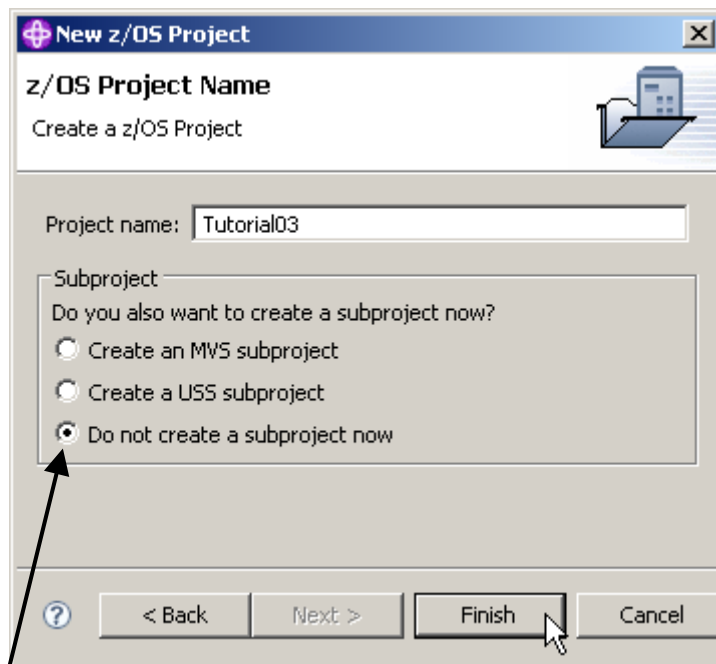 New z/OS Project
z/OS Project Name
Create a z/OS Project
Project name: Tutorial03
Subproject
Do you also want to create a subproject now?
Create an MVS subproject
Create a USS subproject
Do not create a subproject now
? < Back Next > Finish Cancel